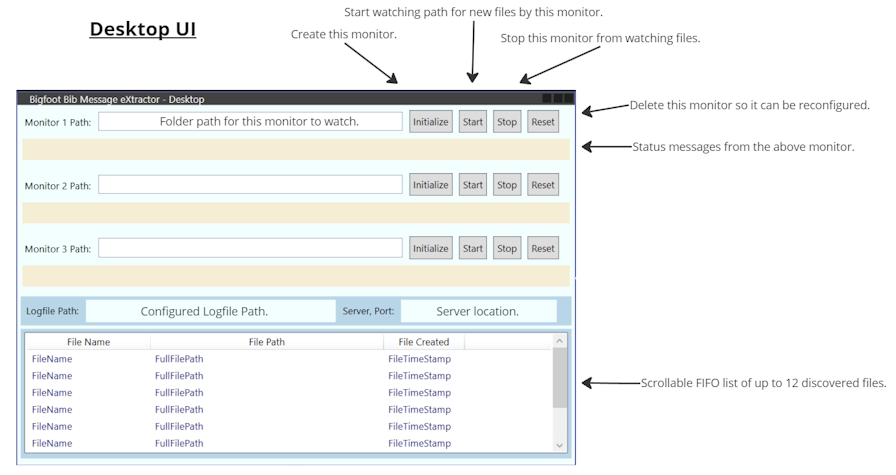 Start watching path for new files by this monitor.
Desktop UI
Create this monitor.
Stop this monitor from watching files.
Bigfoot Bib Message eXtractor - Desktop
Delete this monitor so it can be reconfigured.
Monitor 1 Path: Folder path for this monitor to watch. Initialize Start Stop Reset
Status messages from the above monitor.
Monitor 2 Path: Initialize Start Stop Reset
Monitor 3 Path: Initialize Start Stop Reset
Logfile Path: Configured Logfile Path. Server, Port: Server location.
File Name File Path File Created
FileName FullFilePath FileTimeStamp
FileName FullFilePath FileTimeStamp
Scrollable FIFO list of up to 12 discovered files.
FileName FullFilePath FileTimeStamp
FileName FullFilePath FileTimeStamp
FileName FullFilePath FileTimeStamp
FileName FullFilePath FileTimeStamp